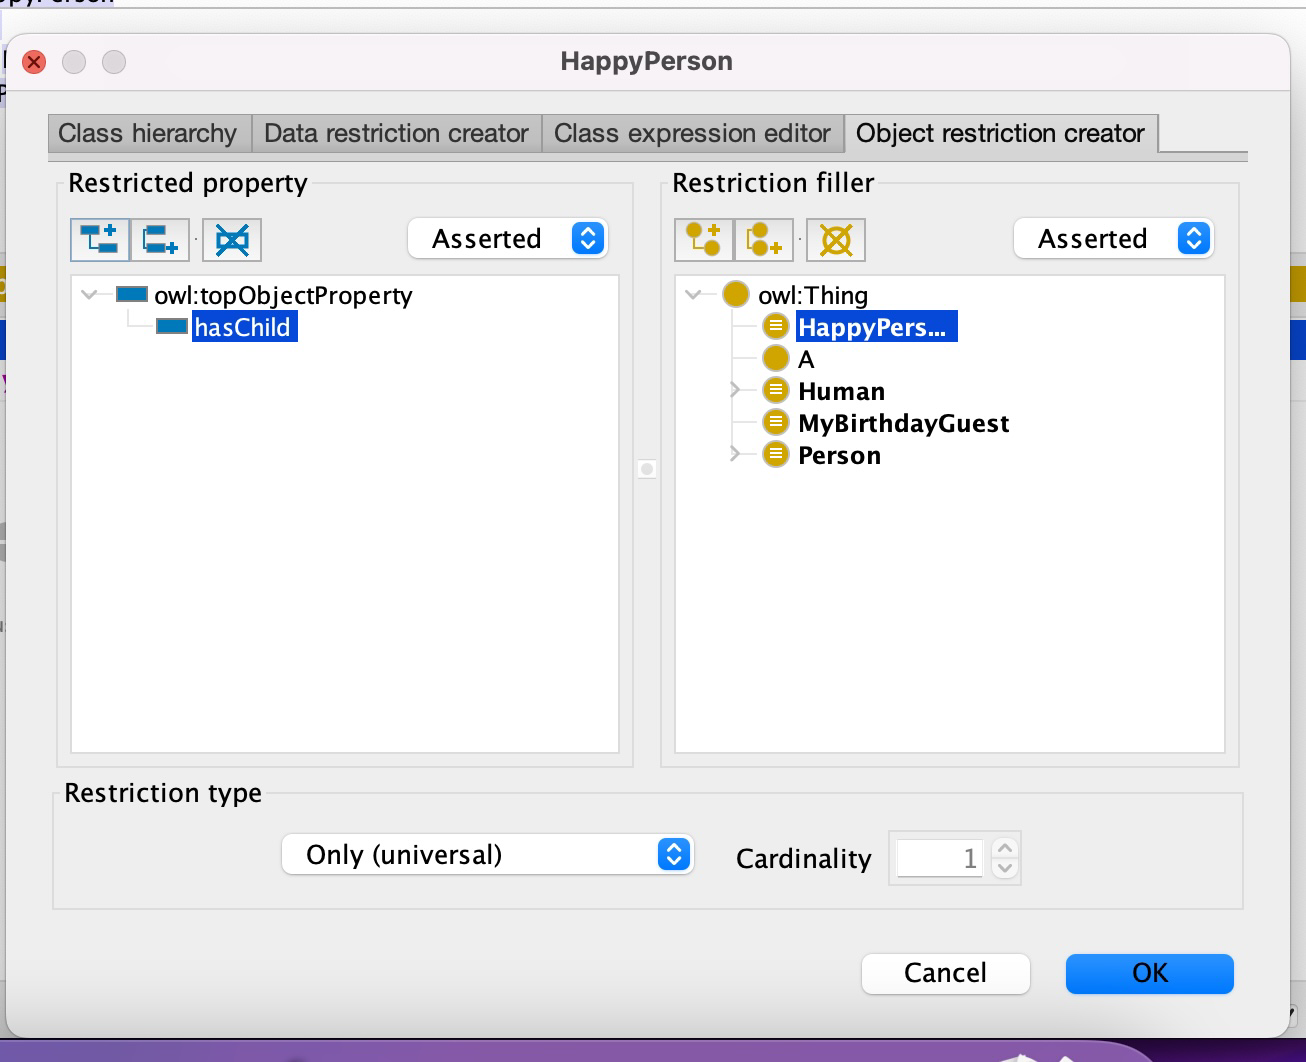 HappyPerson
Class hierarchy
Data restriction creator
Class expression editor
Object restriction creator
Restricted property
Restriction filler
Asserted
Asserted
owl:topObjectProperty
hasChild
owl:Thing
HappyPers...
A
Human
MyBirthdayGuest
Person
Restriction type
Only (universal)
Cardinality
1
Cancel
OK